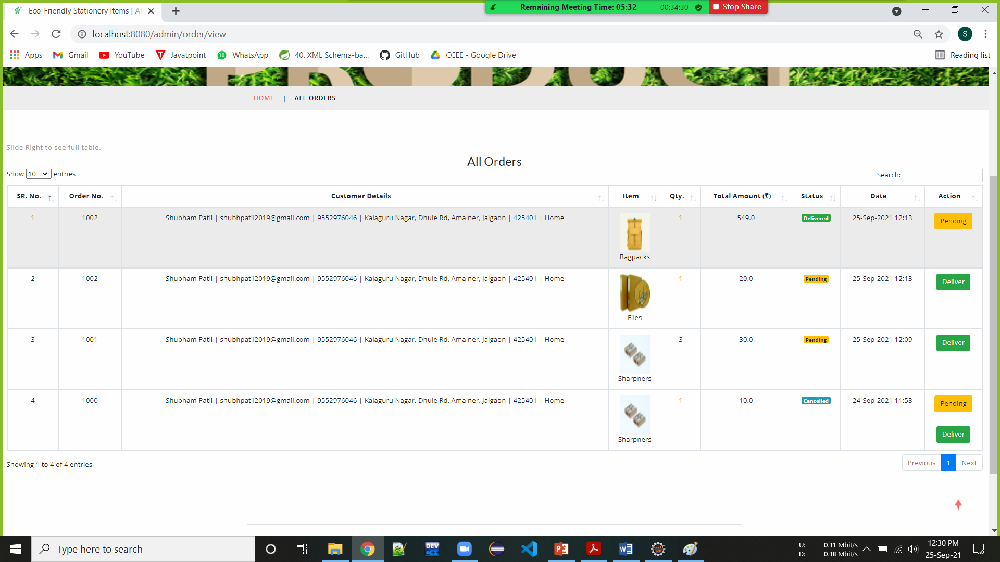 Eco-Friendly Stationery Items | Al
Remaining Meeting Time: 05:32 00:34:30 Stop Share
localhost:8080/admin/order/view S
Apps Gmail YouTube Javatpoint 10 WhatsApp 40. XML Schema-ba... GitHub CCEE - Google Drive Reading list
PRODUCT
HOME | ALL ORDERS
Slide Right to see full table.
All Orders
Show 10 entries Search:
SR. No. Order No. Customer Details Item Qty. Total Amount (₹) Status Date Action
1 1002 Shubham Patil | shubhpatil2019@gmail.com | 9552976046 | Kalaguru Nagar, Dhule Rd, Amalner, Jalgaon | 425401 | Home 1 549.0 Delivered 25-Sep-2021 12:13 Pending
Bagpacks
2 1002 Shubham Patil | shubhpatil2019@gmail.com | 9552976046 | Kalaguru Nagar, Dhule Rd, Amalner, Jalgaon | 425401 | Home 1 20.0 Pending 25-Sep-2021 12:13 Deliver
Files
3 1001 Shubham Patil | shubhpatil2019@gmail.com | 9552976046 | Kalaguru Nagar, Dhule Rd, Amalner, Jalgaon | 425401 | Home 3 30.0 Pending 25-Sep-2021 12:09 Deliver
Sharpners
4 1000 Shubham Patil | shubhpatil2019@gmail.com | 9552976046 | Kalaguru Nagar, Dhule Rd, Amalner, Jalgaon | 425401 | Home 1 10.0 Cancelled 24-Sep-2021 11:58 Pending
Deliver
Sharpners
Showing 1 to 4 of 4 entries Previous 1 Next
Type here to search DEV C++ U: 0.11 Mbit/s 12:30 PM
D: 0.18 Mbit/s 25-Sep-21